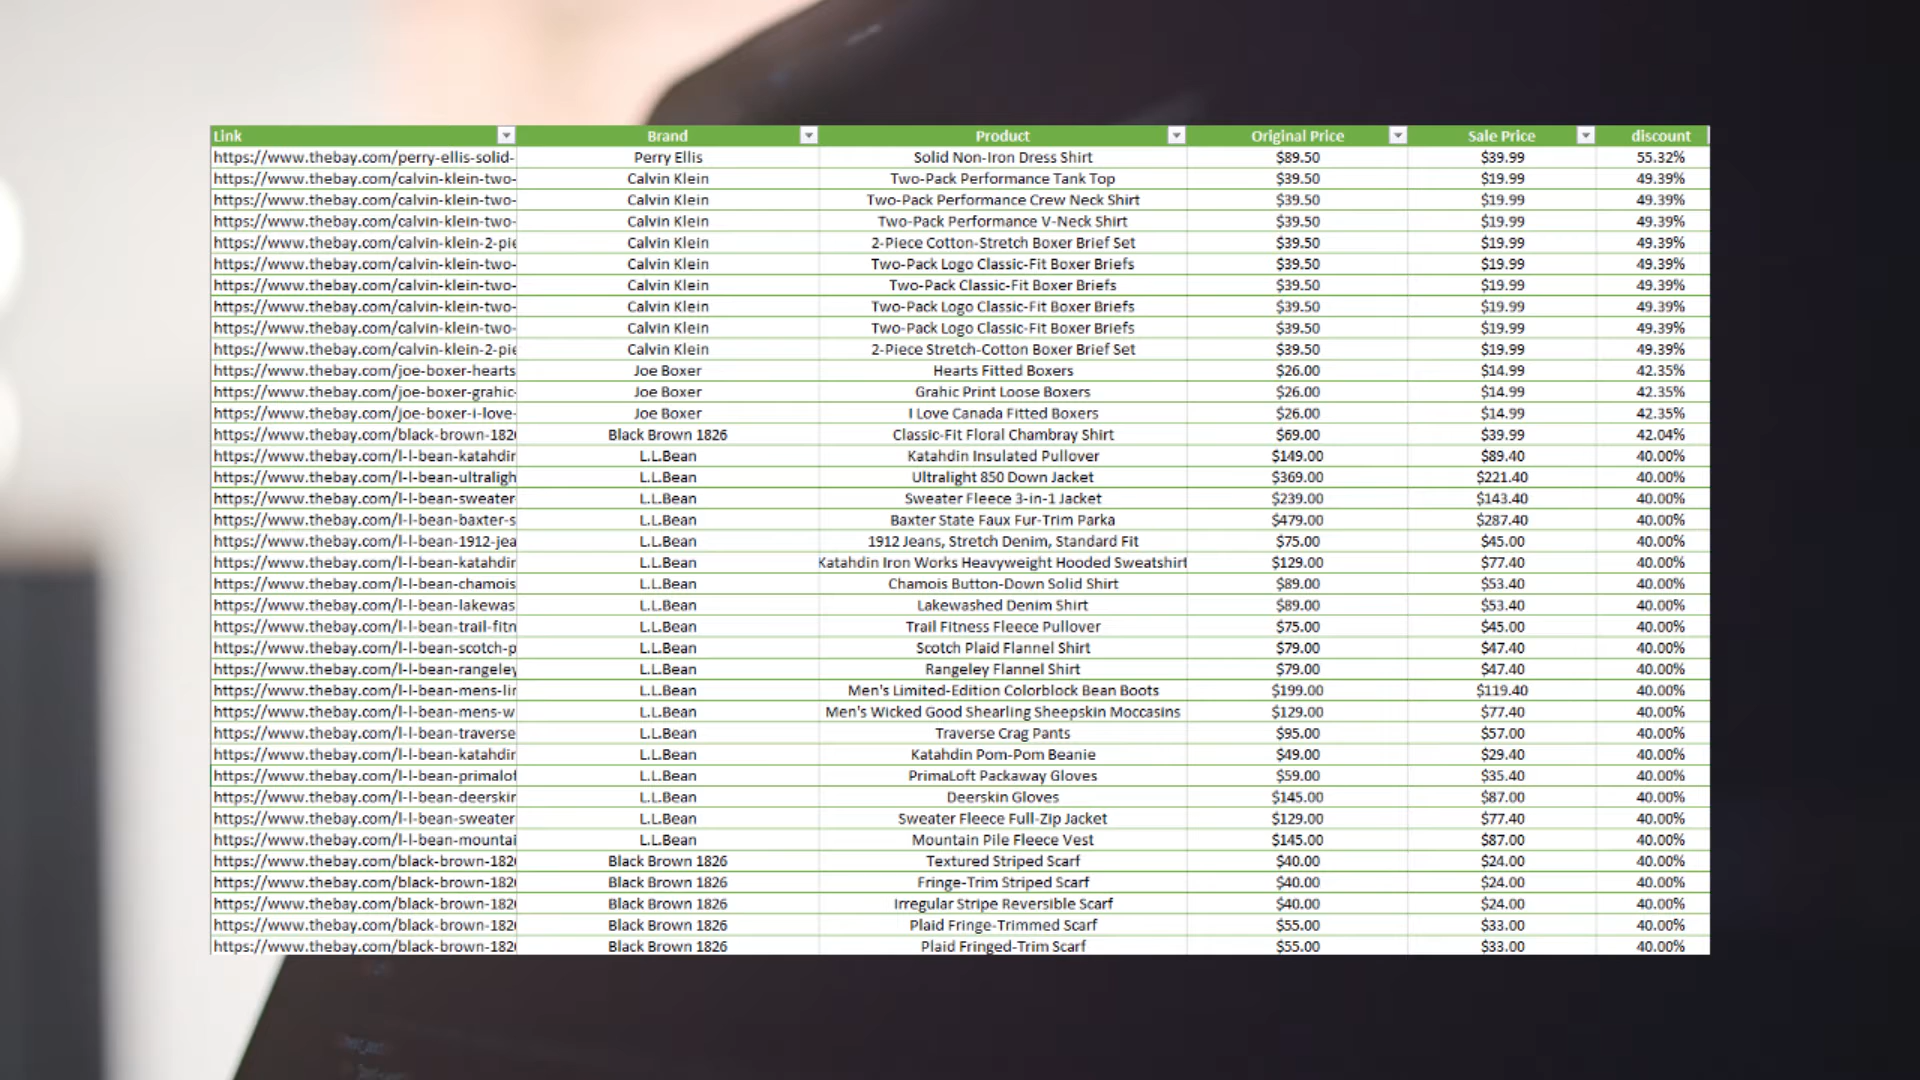 Link Brand Product Original Price Sale Price discount
https://www.thebay.com/perry-ellis-solid- Perry Ellis Solid Non-Iron Dress Shirt $89.50 $39.99 55.32%
https://www.thebay.com/calvin-klein-two- Calvin Klein Two-Pack Performance Tank Top $39.50 $19.99 49.39%
https://www.thebay.com/calvin-klein-two- Calvin Klein Two-Pack Performance Crew Neck Shirt $39.50 $19.99 49.39%
https://www.thebay.com/calvin-klein-two- Calvin Klein Two-Pack Performance V-Neck Shirt $39.50 $19.99 49.39%
https://www.thebay.com/calvin-klein-2-pie Calvin Klein 2-Piece Cotton-Stretch Boxer Brief Set $39.50 $19.99 49.39%
https://www.thebay.com/calvin-klein-two- Calvin Klein Two-Pack Logo Classic-Fit Boxer Briefs $39.50 $19.99 49.39%
https://www.thebay.com/calvin-klein-two- Calvin Klein Two-Pack Classic-Fit Boxer Briefs $39.50 $19.99 49.39%
https://www.thebay.com/calvin-klein-two- Calvin Klein Two-Pack Logo Classic-Fit Boxer Briefs $39.50 $19.99 49.39%
https://www.thebay.com/calvin-klein-two- Calvin Klein Two-Pack Logo Classic-Fit Boxer Briefs $39.50 $19.99 49.39%
https://www.thebay.com/calvin-klein-2-pie Calvin Klein 2-Piece Stretch-Cotton Boxer Brief Set $39.50 $19.99 49.39%
https://www.thebay.com/joe-boxer-hearts Joe Boxer Hearts Fitted Boxers $26.00 $14.99 42.35%
https://www.thebay.com/joe-boxer-grahic- Joe Boxer Grahic Print Loose Boxers $26.00 $14.99 42.35%
https://www.thebay.com/joe-boxer-i-love- Joe Boxer I Love Canada Fitted Boxers $26.00 $14.99 42.35%
https://www.thebay.com/black-brown-1826 Black Brown 1826 Classic-Fit Floral Chambray Shirt $69.00 $39.99 42.04%
https://www.thebay.com/l-l-bean-katahdin L.L.Bean Katahdin Insulated Pullover $149.00 $89.40 40.00%
https://www.thebay.com/l-l-bean-ultraligh L.L.Bean Ultralight 850 Down Jacket $369.00 $221.40 40.00%
https://www.thebay.com/l-l-bean-sweater- L.L.Bean Sweater Fleece 3-in-1 Jacket $239.00 $143.40 40.00%
https://www.thebay.com/l-l-bean-baxter-s L.L.Bean Baxter State Faux Fur-Trim Parka $479.00 $287.40 40.00%
https://www.thebay.com/l-l-bean-1912-jea L.L.Bean 1912 Jeans, Stretch Denim, Standard Fit $75.00 $45.00 40.00%
https://www.thebay.com/l-l-bean-katahdin L.L.Bean Katahdin Iron Works Heavyweight Hooded Sweatshirt $129.00 $77.40 40.00%
https://www.thebay.com/l-l-bean-chamois L.L.Bean Chamois Button-Down Solid Shirt $89.00 $53.40 40.00%
https://www.thebay.com/l-l-bean-lakewas L.L.Bean Lakewashed Denim Shirt $89.00 $53.40 40.00%
https://www.thebay.com/l-l-bean-trail-fitn L.L.Bean Trail Fitness Fleece Pullover $75.00 $45.00 40.00%
https://www.thebay.com/l-l-bean-scotch-p L.L.Bean Scotch Plaid Flannel Shirt $79.00 $47.40 40.00%
https://www.thebay.com/l-l-bean-rangeley L.L.Bean Rangeley Flannel Shirt $79.00 $47.40 40.00%
https://www.thebay.com/l-l-bean-mens-lim L.L.Bean Men's Limited-Edition Colorblock Bean Boots $199.00 $119.40 40.00%
https://www.thebay.com/l-l-bean-mens-w L.L.Bean Men's Wicked Good Shearling Sheepskin Moccasins $129.00 $77.40 40.00%
https://www.thebay.com/l-l-bean-traverse L.L.Bean Traverse Crag Pants $95.00 $57.00 40.00%
https://www.thebay.com/l-l-bean-katahdin L.L.Bean Katahdin Pom-Pom Beanie $49.00 $29.40 40.00%
https://www.thebay.com/l-l-bean-primalof L.L.Bean PrimaLoft Packaway Gloves $59.00 $35.40 40.00%
https://www.thebay.com/l-l-bean-deerskin L.L.Bean Deerskin Gloves $145.00 $87.00 40.00%
https://www.thebay.com/l-l-bean-sweater- L.L.Bean Sweater Fleece Full-Zip Jacket $129.00 $77.40 40.00%
https://www.thebay.com/l-l-bean-mountai L.L.Bean Mountain Pile Fleece Vest $145.00 $87.00 40.00%
https://www.thebay.com/black-brown-1826 Black Brown 1826 Textured Striped Scarf $40.00 $24.00 40.00%
https://www.thebay.com/black-brown-1826 Black Brown 1826 Fringe-Trim Striped Scarf $40.00 $24.00 40.00%
https://www.thebay.com/black-brown-1826 Black Brown 1826 Irregular Stripe Reversible Scarf $40.00 $24.00 40.00%
https://www.thebay.com/black-brown-1826 Black Brown 1826 Plaid Fringe-Trimmed Scarf $55.00 $33.00 40.00%
https://www.thebay.com/black-brown-1826 Black Brown 1826 Plaid Fringed-Trim Scarf $55.00 $33.00 40.00%